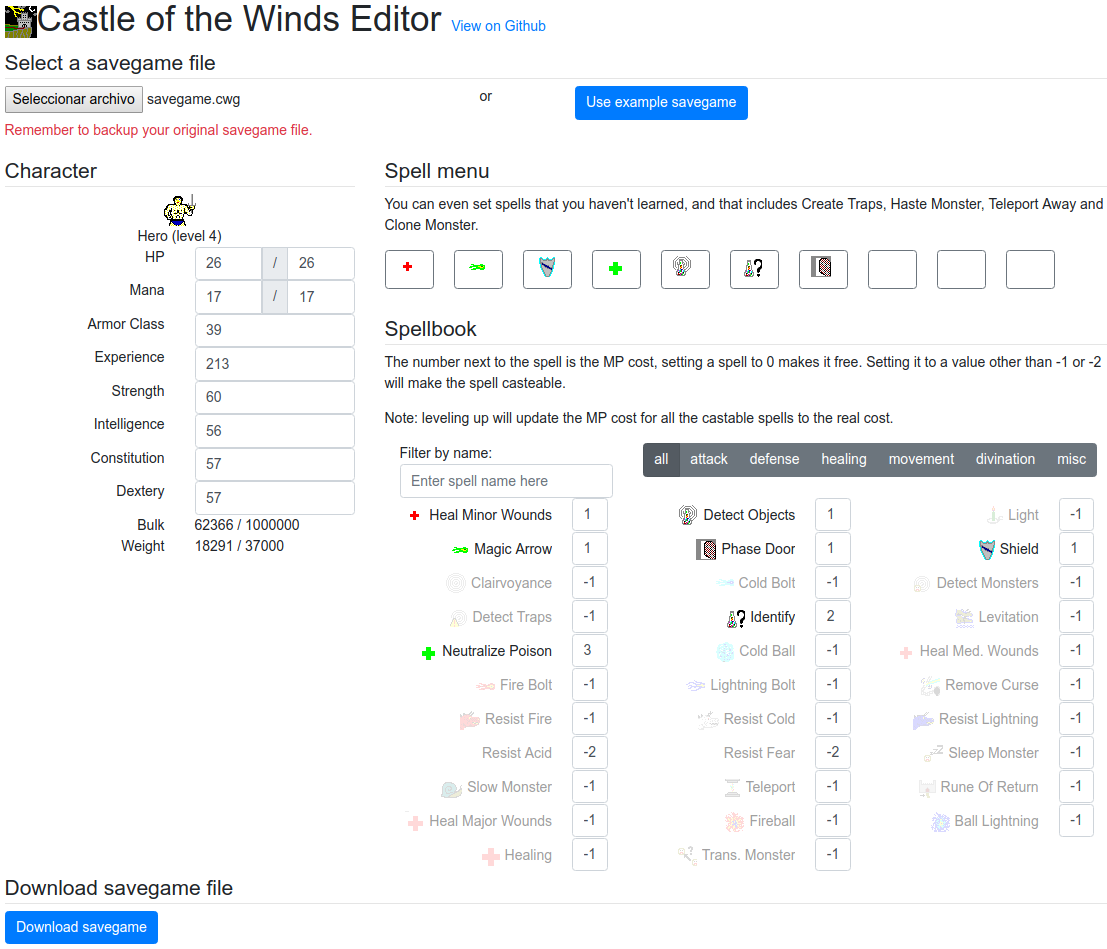 Castle of the Winds Editor View on Github
Select a savegame file
Seleccionar archivo savegame.cwg or Use example savegame
Remember to backup your original savegame file.
Character
Hero (level 4)
HP 26 / 26
Mana 17 / 17
Armor Class 39
Experience 213
Strength 60
Intelligence 56
Constitution 57
Dextery 57
Bulk 62366 / 1000000
Weight 18291 / 37000
Spell menu
You can even set spells that you haven't learned, and that includes Create Traps, Haste Monster, Teleport Away and
Clone Monster.
Spellbook
The number next to the spell is the MP cost, setting a spell to 0 makes it free. Setting it to a value other than -1 or -2
will make the spell casteable.
Note: leveling up will update the MP cost for all the castable spells to the real cost.
Filter by name:
Enter spell name here
all attack defense healing movement divination misc
Heal Minor Wounds 1 Detect Objects 1 Light -1
Magic Arrow 1 Phase Door 1 Shield 1
Clairvoyance -1 Cold Bolt -1 Detect Monsters -1
Detect Traps -1 Identify 2 Levitation -1
Neutralize Poison 3 Cold Ball -1 Heal Med. Wounds -1
Fire Bolt -1 Lightning Bolt -1 Remove Curse -1
Resist Fire -1 Resist Cold -1 Resist Lightning -1
Resist Acid -2 Resist Fear -2 Sleep Monster -1
Slow Monster -1 Teleport -1 Rune Of Return -1
Heal Major Wounds -1 Fireball -1 Ball Lightning -1
Healing -1 Trans. Monster -1
Download savegame file
Download savegame